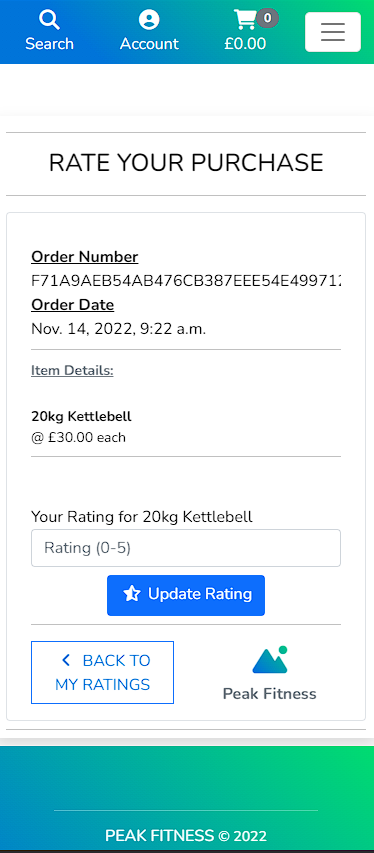 Search
Account
0
£0.00
RATE YOUR PURCHASE
Order Number
F71A9AEB54AB476CB387EEE54E499712
Order Date
Nov. 14, 2022, 9:22 a.m.
Item Details:
20kg Kettlebell
@ £30.00 each
Your Rating for 20kg Kettlebell
Rating (0-5)
Update Rating
BACK TO
MY RATINGS
Peak Fitness
PEAK FITNESS © 2022